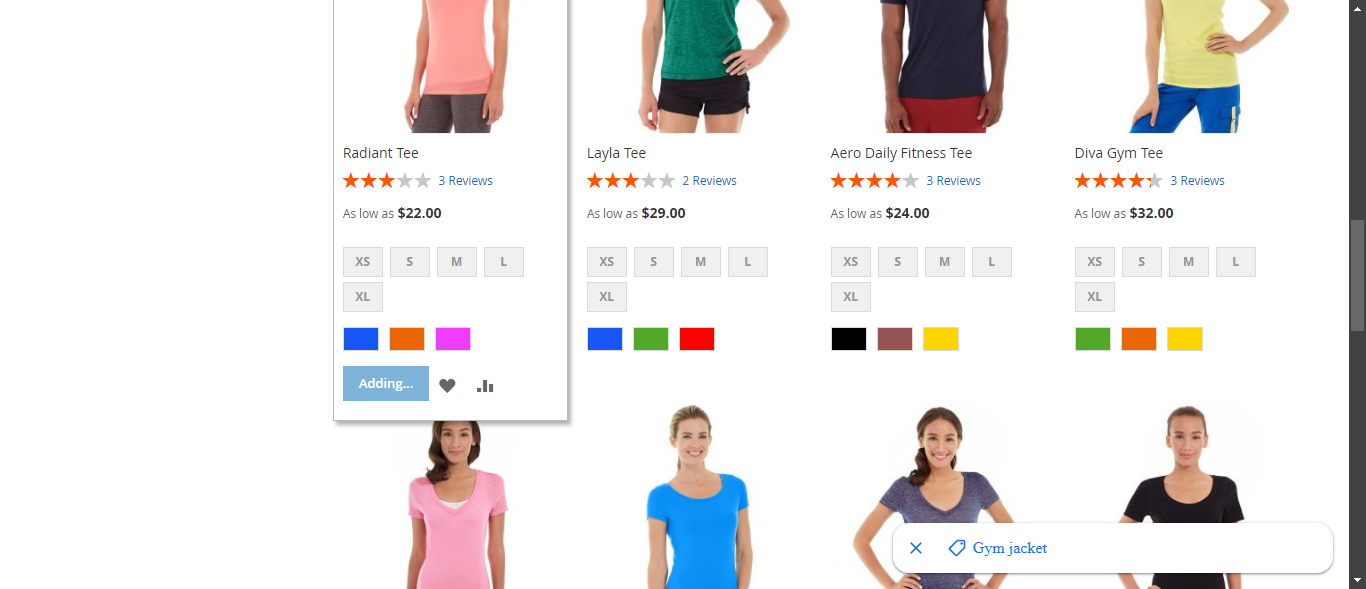 Radiant Tee
3 Reviews
As low as $22.00
XS S M L
XL
Adding...
Layla Tee
2 Reviews
As low as $29.00
XS S M L
XL
Aero Daily Fitness Tee
3 Reviews
As low as $24.00
XS S M L
XL
Diva Gym Tee
3 Reviews
As low as $32.00
XS S M L
XL
Gym jacket